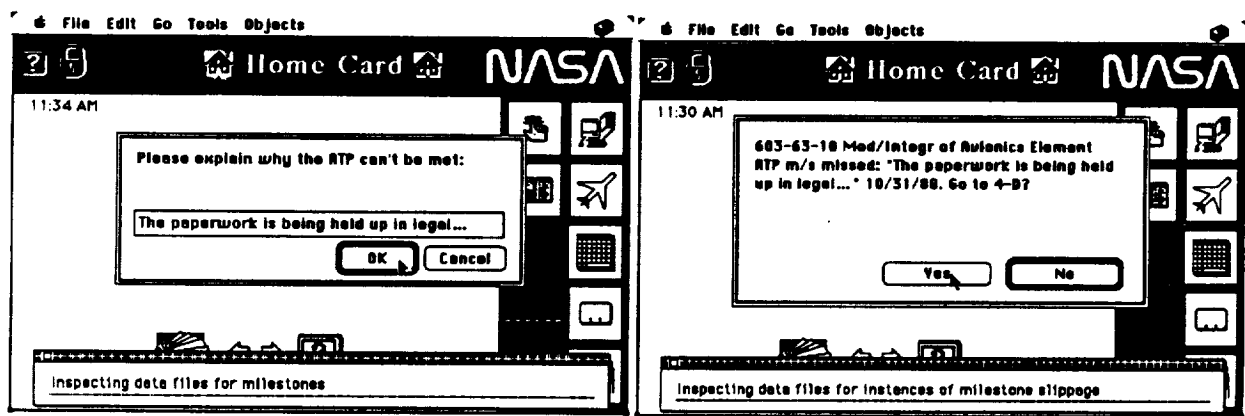 File Edit Go Tools Objects
? Home Card NASA
11:34 AM
Please explain why the ATP can't be met:
The paperwork is being held up in legal...
OK Cancel
Inspecting data files for milestones
File Edit Go Tools Objects
? Home Card NASA
11:30 AM
603-63-10 Mod/Integr of Avionics Element
ATP m/s missed: "The paperwork is being held
up in legal..." 10/31/88. Go to 4-D?
Yes No
Inspecting data files for instances of milestone slippage